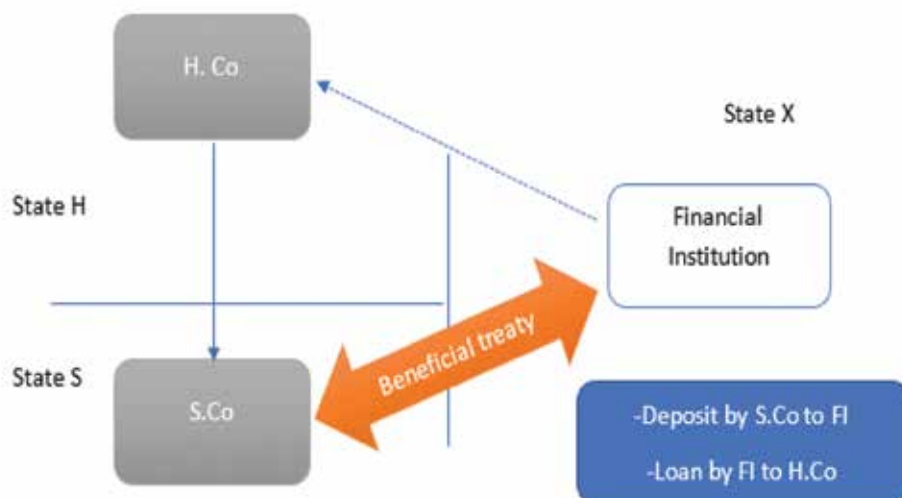 H. Co
State X
State H
Financial
Institution
Beneficial treaty
State S
S.Co
-Deposit by S.Co to FI
-Loan by FI to H.Co